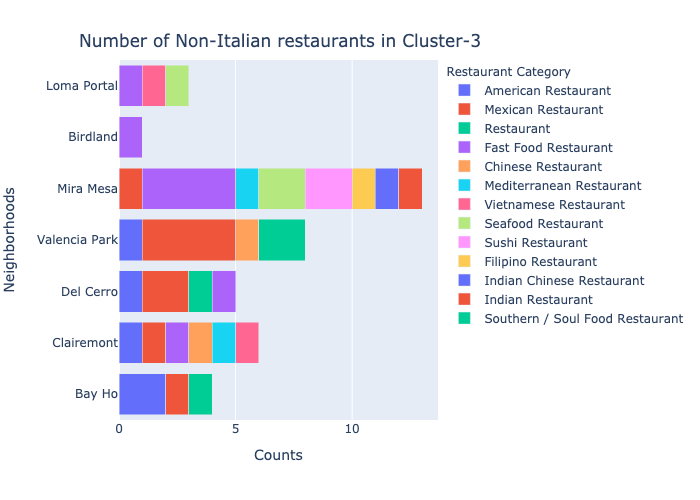 Number of Non-Italian restaurants in Cluster-3
Neighborhoods
Loma Portal
Birdland
Mira Mesa
Valencia Park
Del Cerro
Clairemont
Bay Ho
0 5 10
Counts
Restaurant Category
American Restaurant
Mexican Restaurant
Restaurant
Fast Food Restaurant
Chinese Restaurant
Mediterranean Restaurant
Vietnamese Restaurant
Seafood Restaurant
Sushi Restaurant
Filipino Restaurant
Indian Chinese Restaurant
Indian Restaurant
Southern / Soul Food Restaurant